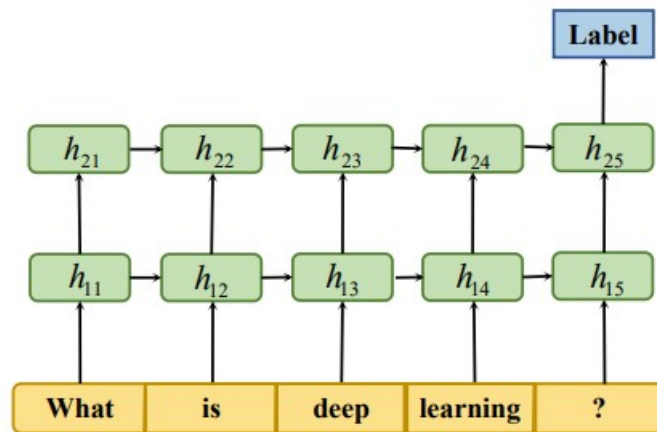 Label
h21 h22 h23 h24 h25
h11 h12 h13 h14 h15
What is deep learning ?